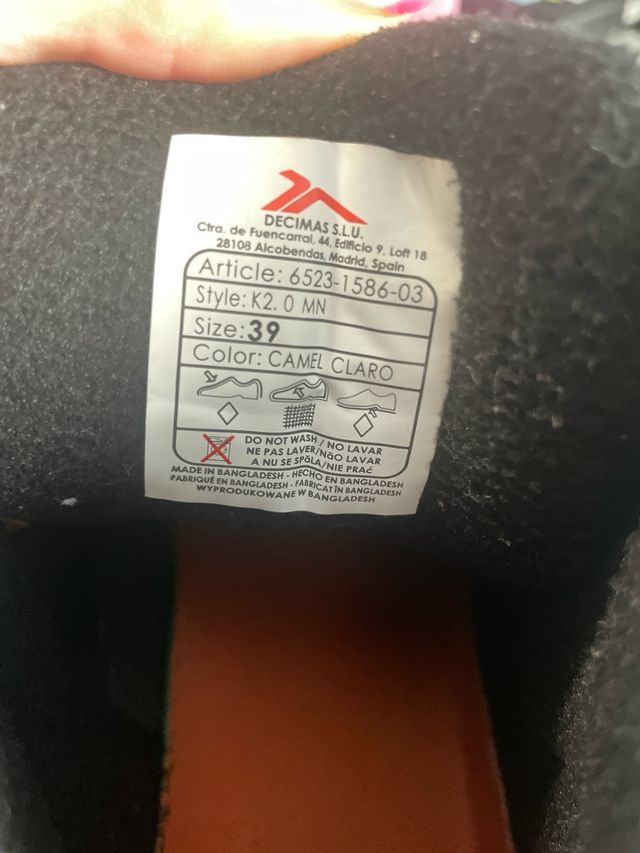 DECIMAS S.L.U.
Ctra. de Fuencarral, 44, Edificio 9, Loft 18
28108 Alcobendas, Madrid, Spain
Article: 6523-1586-03
Style: K2. 0 MN
Size: 39
Color: CAMEL CLARO
DO NOT WASH / NO LAVAR
NE PAS LAVER/NãO LAVAR
A NU SE SPăLA/NIE PRAć
MADE IN BANGLADESH - HECHO EN BANGLADESH
FABRIQUÉ EN BANGLADESH - FABRICAT ÎN BANGLADESH
WYPRODUKOWANE W BANGLADESH